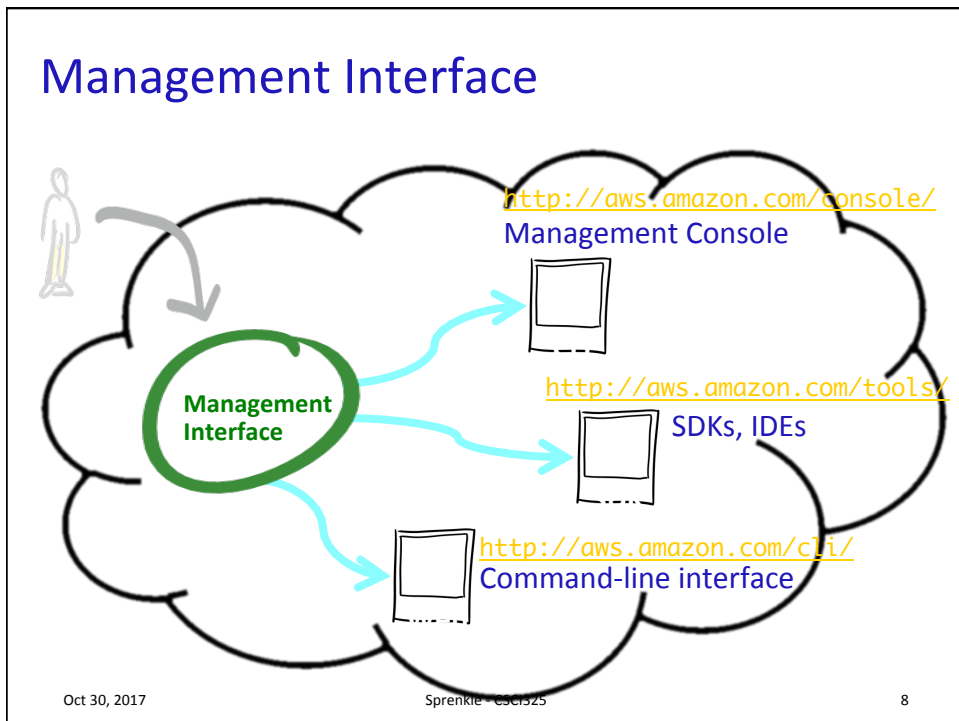 Management Interface
http://aws.amazon.com/console/
Management Console
http://aws.amazon.com/tools/
Management
Interface
SDKs, IDEs
http://aws.amazon.com/cli/
Command-line interface
Oct 30, 2017
Sprenkle - CSCI325
8